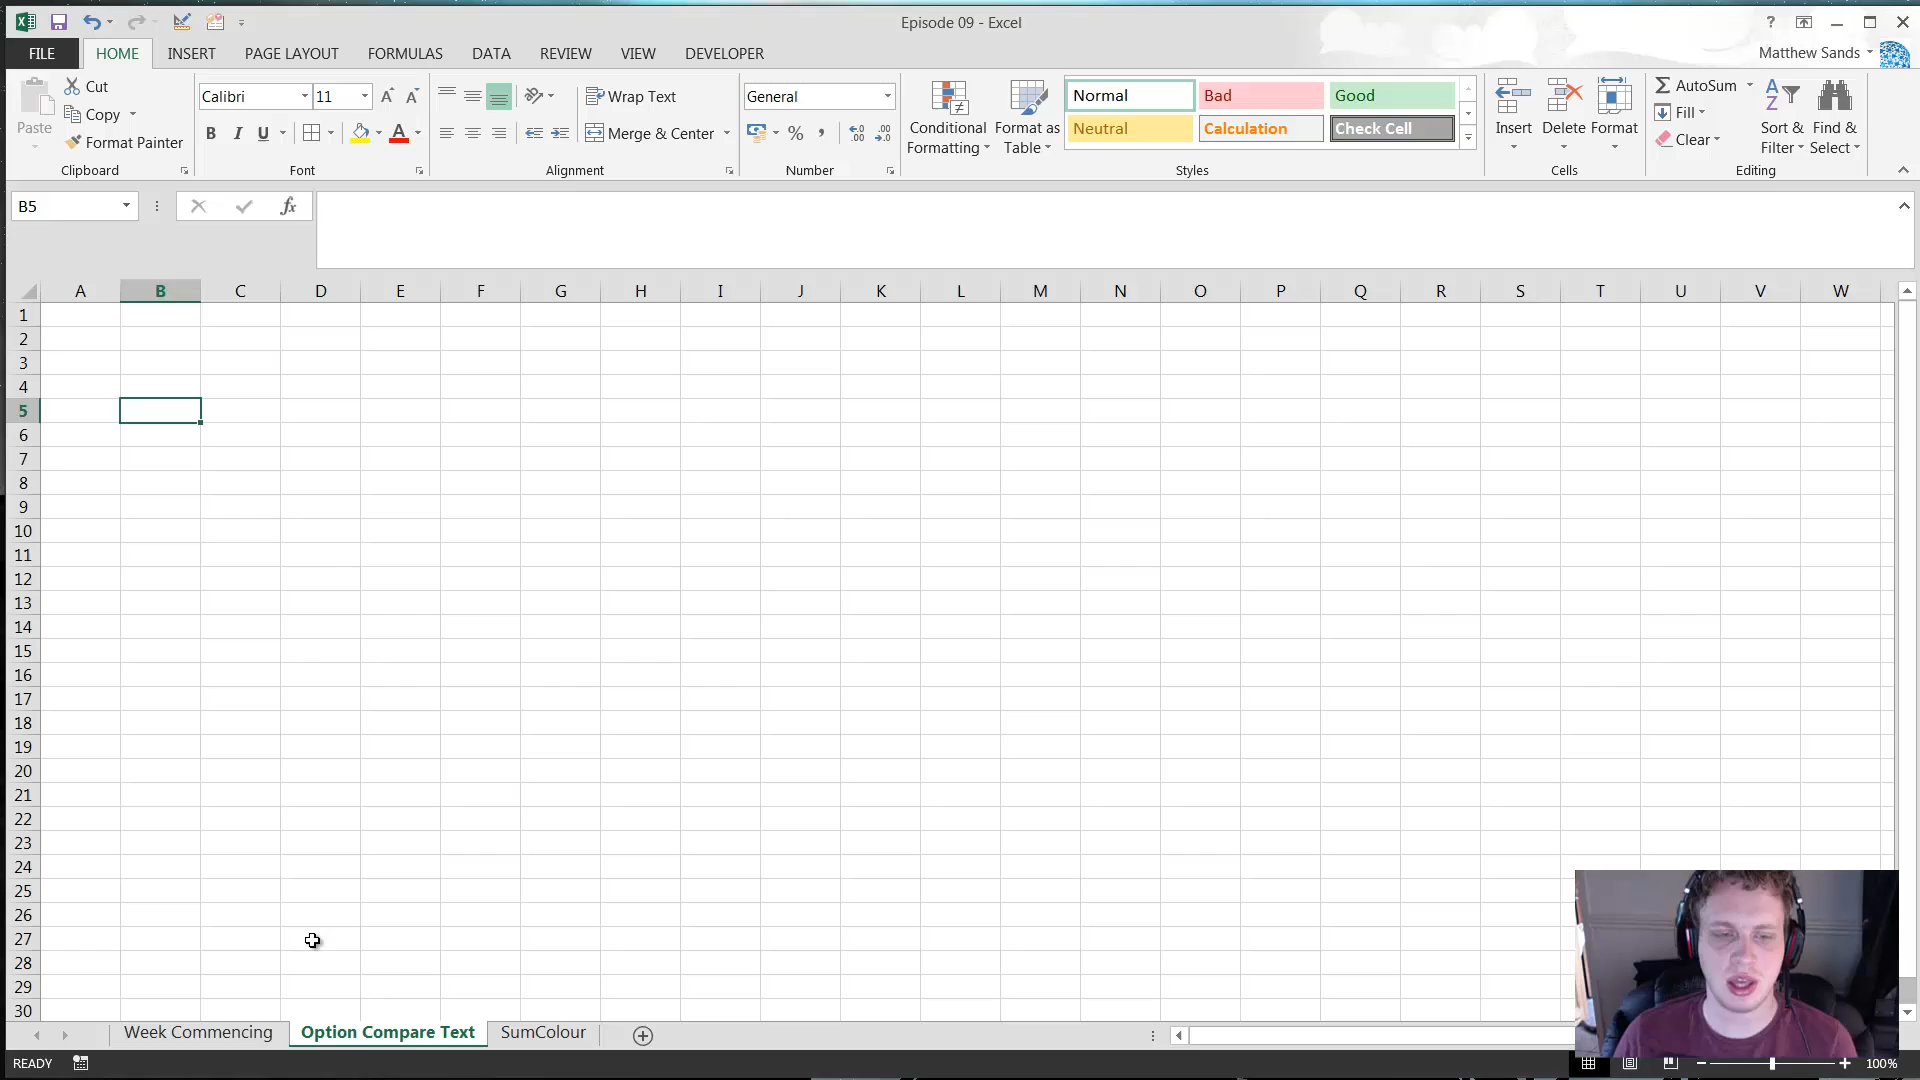 Episode 09 - Excel
?
FILE HOME INSERT PAGE LAYOUT FORMULAS DATA REVIEW VIEW DEVELOPER Matthew Sands
Cut
Copy
Format Painter
Paste
Clipboard
Calibri 11 A A
B I U A
Font
Wrap Text
Merge & Center
Alignment
General
% ,
Number
Conditional Formatting
Format as Table
Normal Bad Good
Neutral Calculation Check Cell
Styles
Insert Delete Format
Cells
AutoSum
Fill
Clear
Sort & Filter
Find & Select
Editing
B5 fx
A B C D E F G H I J K L M N O P Q R S T U V W
1
2
3
4
5
6
7
8
9
10
11
12
13
14
15
16
17
18
19
20
21
22
23
24
25
26
27
28
29
30
Week Commencing Option Compare Text SumColour
READY 100%